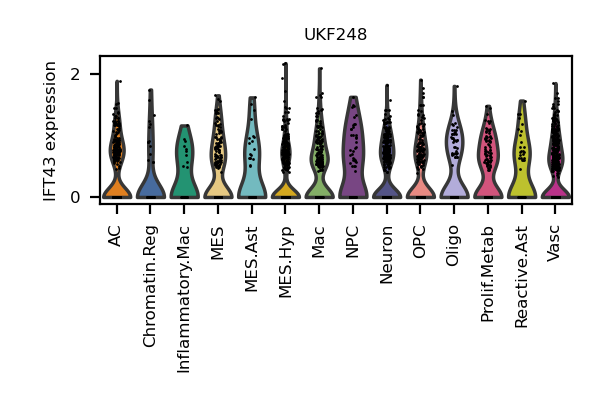 UKF248
IFT43 expression
2
0
AC
Chromatin.Reg
Inflammatory.Mac
MES
MES.Ast
MES.Hyp
Mac
NPC
Neuron
OPC
Oligo
Prolif.Metab
Reactive.Ast
Vasc